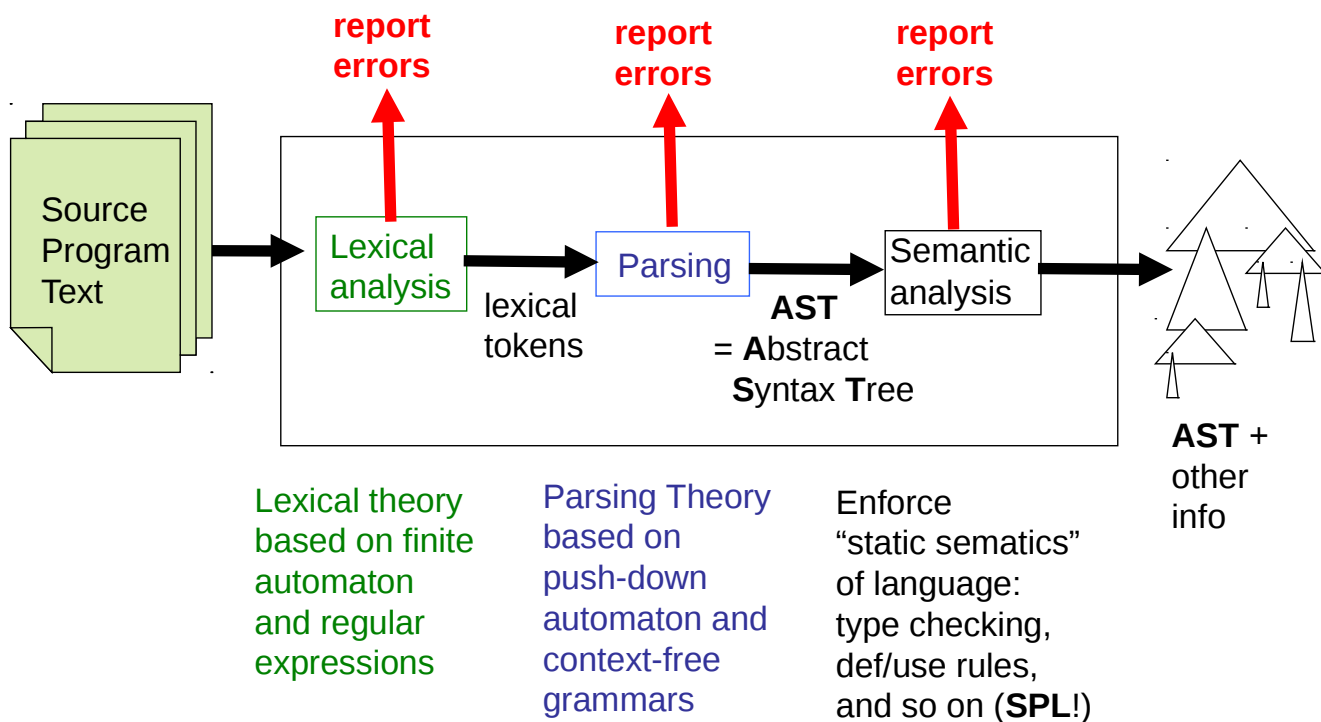 report
errors
report
errors
report
errors
Source
Program
Text
Lexical
analysis
lexical
tokens
Parsing
AST
= Abstract
Syntax Tree
Semantic
analysis
AST +
other
info
Lexical theory
based on finite
automaton
and regular
expressions
Parsing Theory
based on
push-down
automaton and
context-free
grammars
Enforce
“static sematics”
of language:
type checking,
def/use rules,
and so on (SPL!)